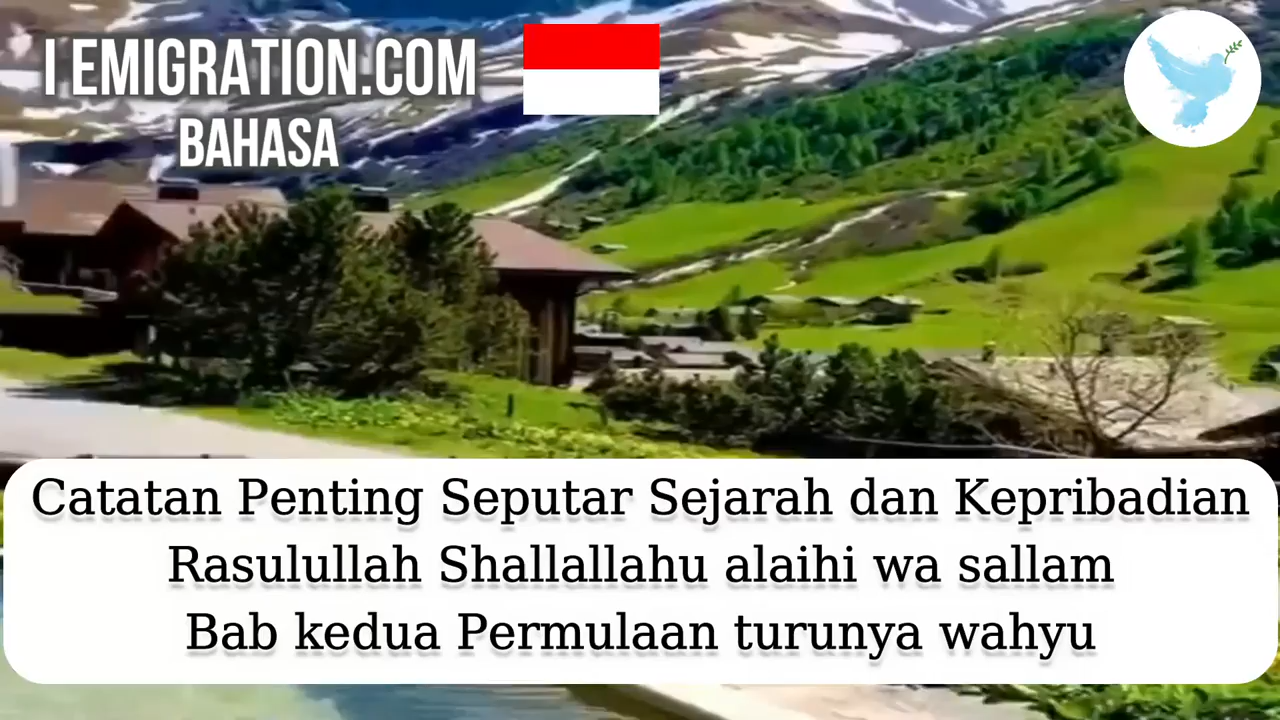 I EMIGRATION.COM
BAHASA
Catatan Penting Seputar Sejarah dan Kepribadian
Rasulullah Shallallahu alaihi wa sallam
Bab kedua Permulaan turunya wahyu